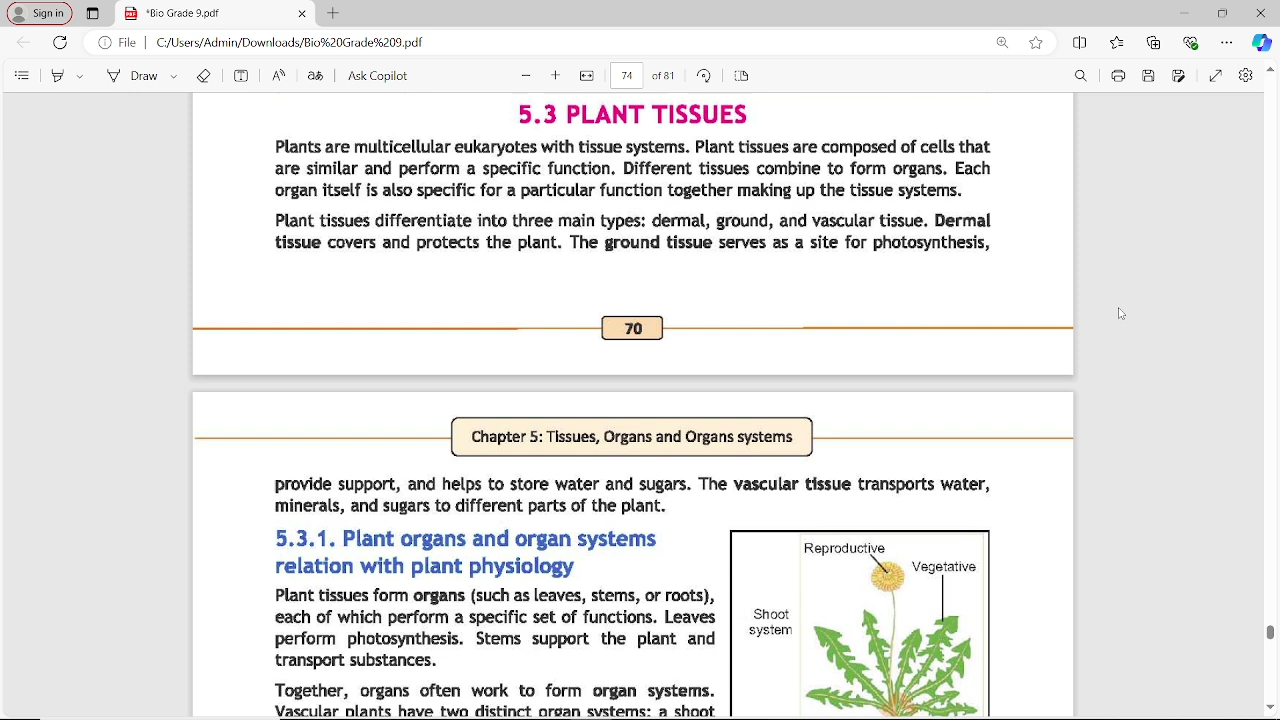 Sign in
*Bio Grade 9.pdf
File
C:/Users/Admin/Downloads/Bio%20Grade%209.pdf
Draw
Ask Copilot
74
of 81
5.3 PLANT TISSUES
Plants are multicellular eukaryotes with tissue systems. Plant tissues are composed of cells that
are similar and perform a specific function. Different tissues combine to form organs. Each
organ itself is also specific for a particular function together making up the tissue systems.
Plant tissues differentiate into three main types: dermal, ground, and vascular tissue. Dermal
tissue covers and protects the plant. The ground tissue serves as a site for photosynthesis,
70
Chapter 5: Tissues, Organs and Organs systems
provide support, and helps to store water and sugars. The vascular tissue transports water,
minerals, and sugars to different parts of the plant.
5.3.1. Plant organs and organ systems
relation with plant physiology
Plant tissues form organs (such as leaves, stems, or roots),
each of which perform a specific set of functions. Leaves
perform photosynthesis. Stems support the plant and
transport substances.
Together, organs often work to form organ systems.
Vascular plants have two distinct organ systems: a shoot
Reproductive
Vegetative
Shoot
system